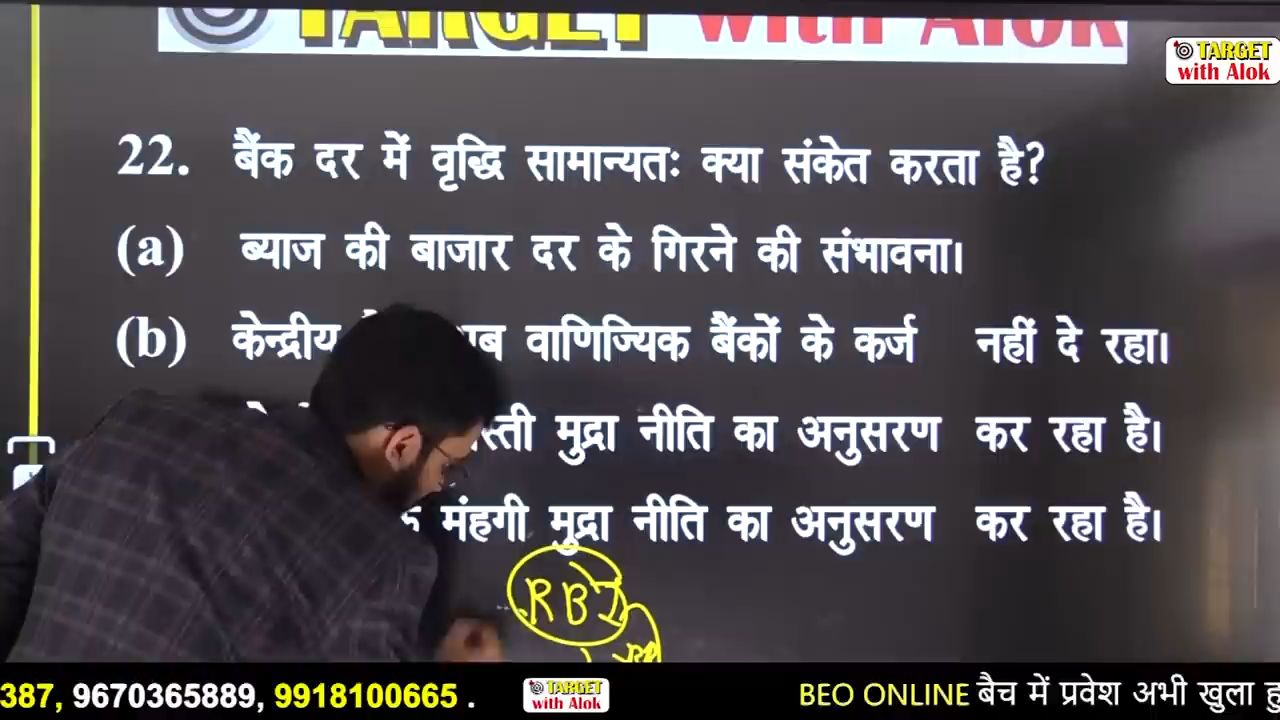 TARGET with Alok
TARGET
with Alok
22. बैंक दर में वृद्धि सामान्यतः क्या संकेत करता है?
(a) ब्याज की बाजार दर के गिरने की संभावना।
(b) केन्द्रीय वाणिज्यिक बैंकों के कर्ज नहीं दे रहा।
मुद्रा नीति का अनुसरण कर रहा है।
मंहगी मुद्रा नीति का अनुसरण कर रहा है।
RBI
387, 9670365889, 9918100665 .
TARGET
with Alok
BEO ONLINE बैच में प्रवेश अभी खुला